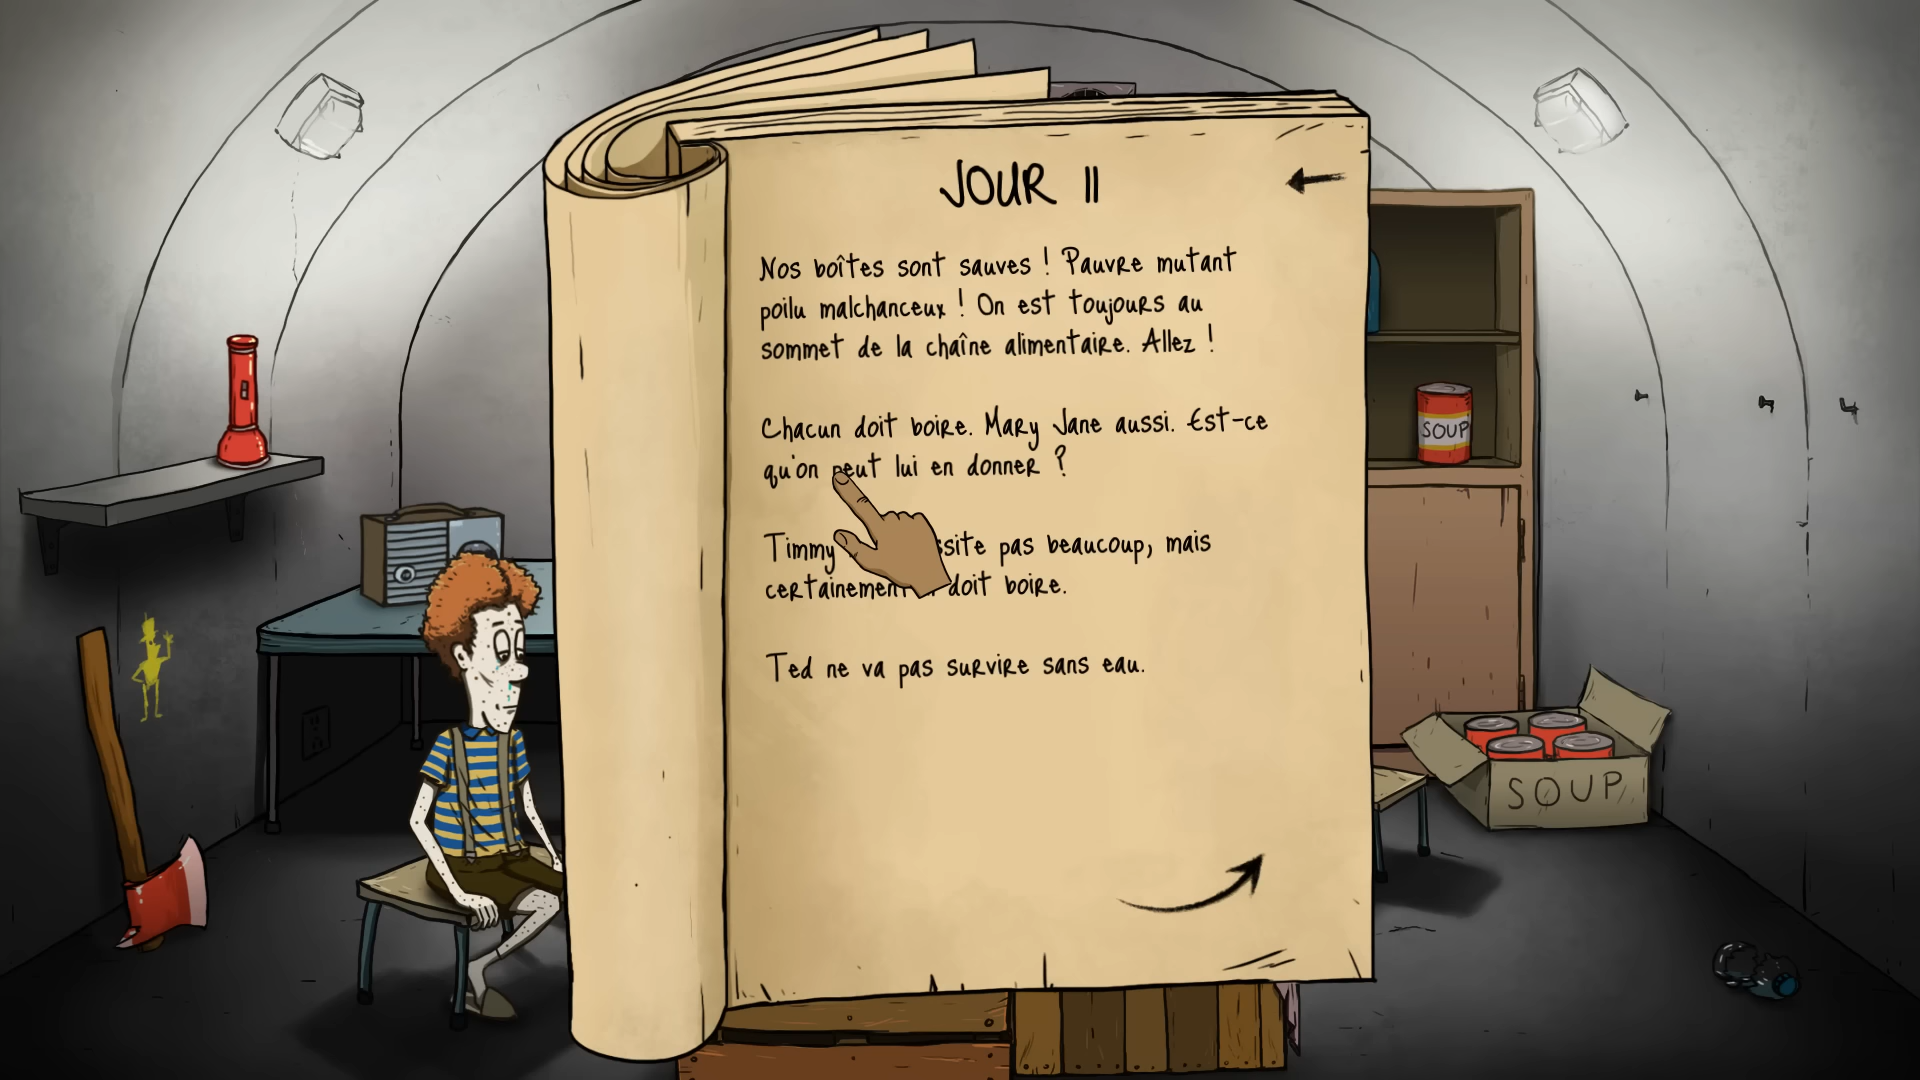 JOUR 11
Nos boîtes sont sauves ! Pauvre mutant
poilu malchanceux ! On est toujours au
sommet de la chaîne alimentaire. Allez !
Chacun doit boire. Mary Jane aussi. Est-ce
qu'on peut lui en donner ?
Timmy pas beaucoup, mais
doit boire.
Ted ne va pas survire sans eau.
SOUP
SOUP